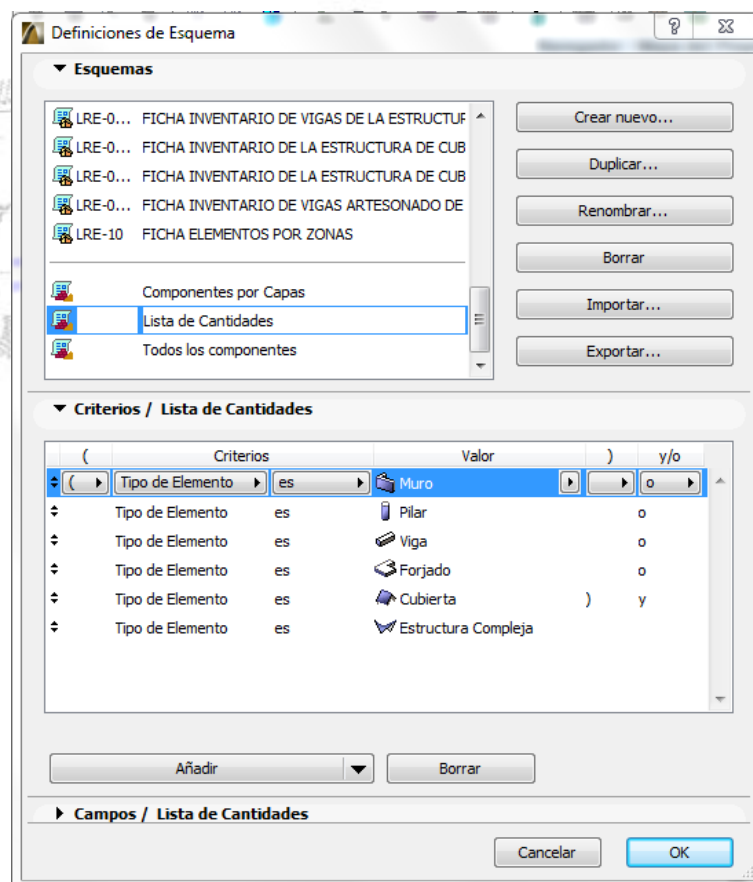 Definiciones de Esquema
Esquemas
LRE-0... FICHA INVENTARIO DE VIGAS DE LA ESTRUCTUR
LRE-0... FICHA INVENTARIO DE LA ESTRUCTURA DE CUB
LRE-0... FICHA INVENTARIO DE LA ESTRUCTURA DE CUB
LRE-0... FICHA INVENTARIO DE VIGAS ARTESONADO DE
LRE-10 FICHA ELEMENTOS POR ZONAS
Componentes por Capas
Lista de Cantidades
Todos los componentes
Crear nuevo...
Duplicar...
Renombrar...
Borrar
Importar...
Exportar...
Criterios / Lista de Cantidades
( Criterios Valor ) y/o
( Tipo de Elemento es Muro o
Tipo de Elemento es Pilar o
Tipo de Elemento es Viga o
Tipo de Elemento es Forjado o
Tipo de Elemento es Cubierta ) y
Tipo de Elemento es Estructura Compleja
Añadir Borrar
Campos / Lista de Cantidades
Cancelar OK